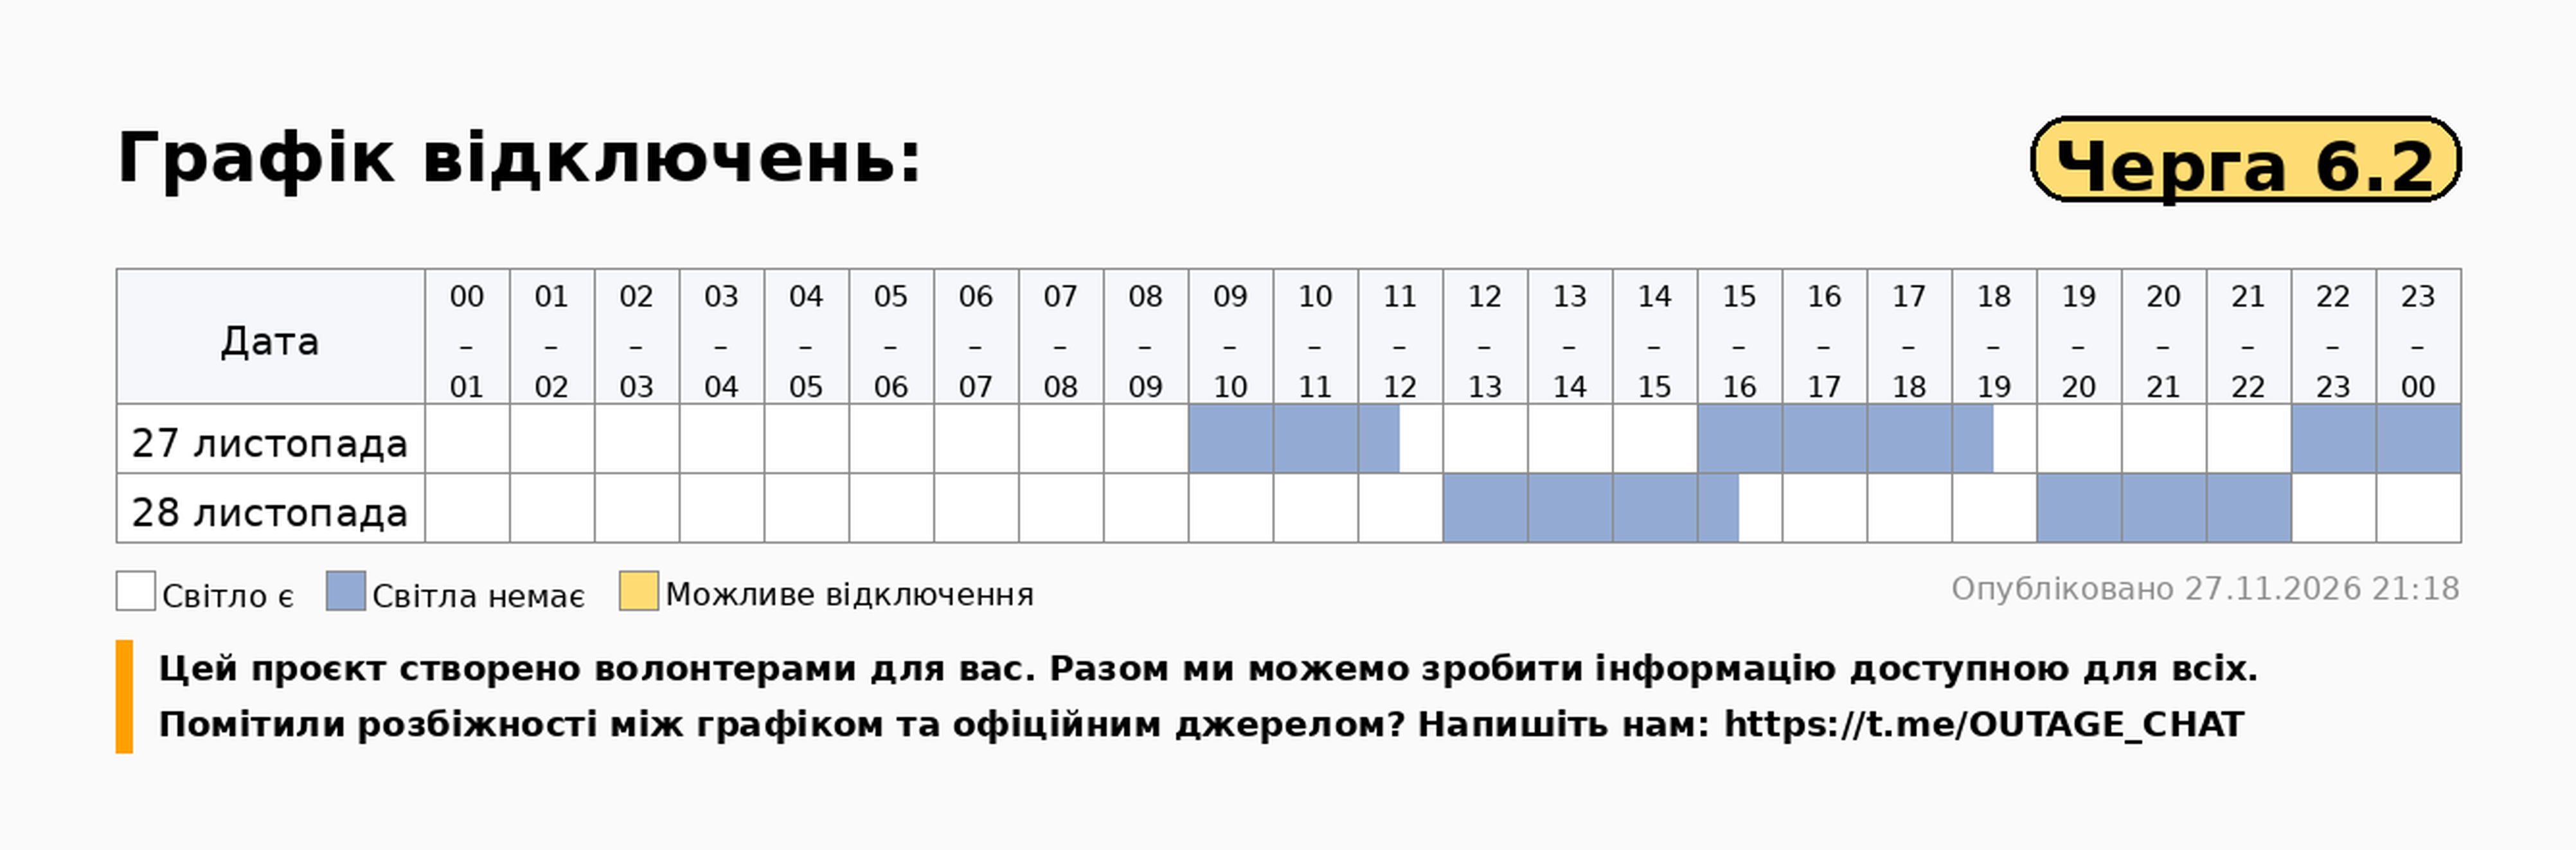 Графік відключень:
Черга 6.2
Дата
00 – 01
01 – 02
02 – 03
03 – 04
04 – 05
05 – 06
06 – 07
07 – 08
08 – 09
09 – 10
10 – 11
11 – 12
12 – 13
13 – 14
14 – 15
15 – 16
16 – 17
17 – 18
18 – 19
19 – 20
20 – 21
21 – 22
22 – 23
23 – 00
27 листопада
28 листопада
Світло є
Світла немає
Можливе відключення
Опубліковано 27.11.2026 21:18
Цей проєкт створено волонтерами для вас. Разом ми можемо зробити інформацію доступною для всіх.
Помітили розбіжності між графіком та офіційним джерелом? Напишіть нам: https://t.me/OUTAGE_CHAT